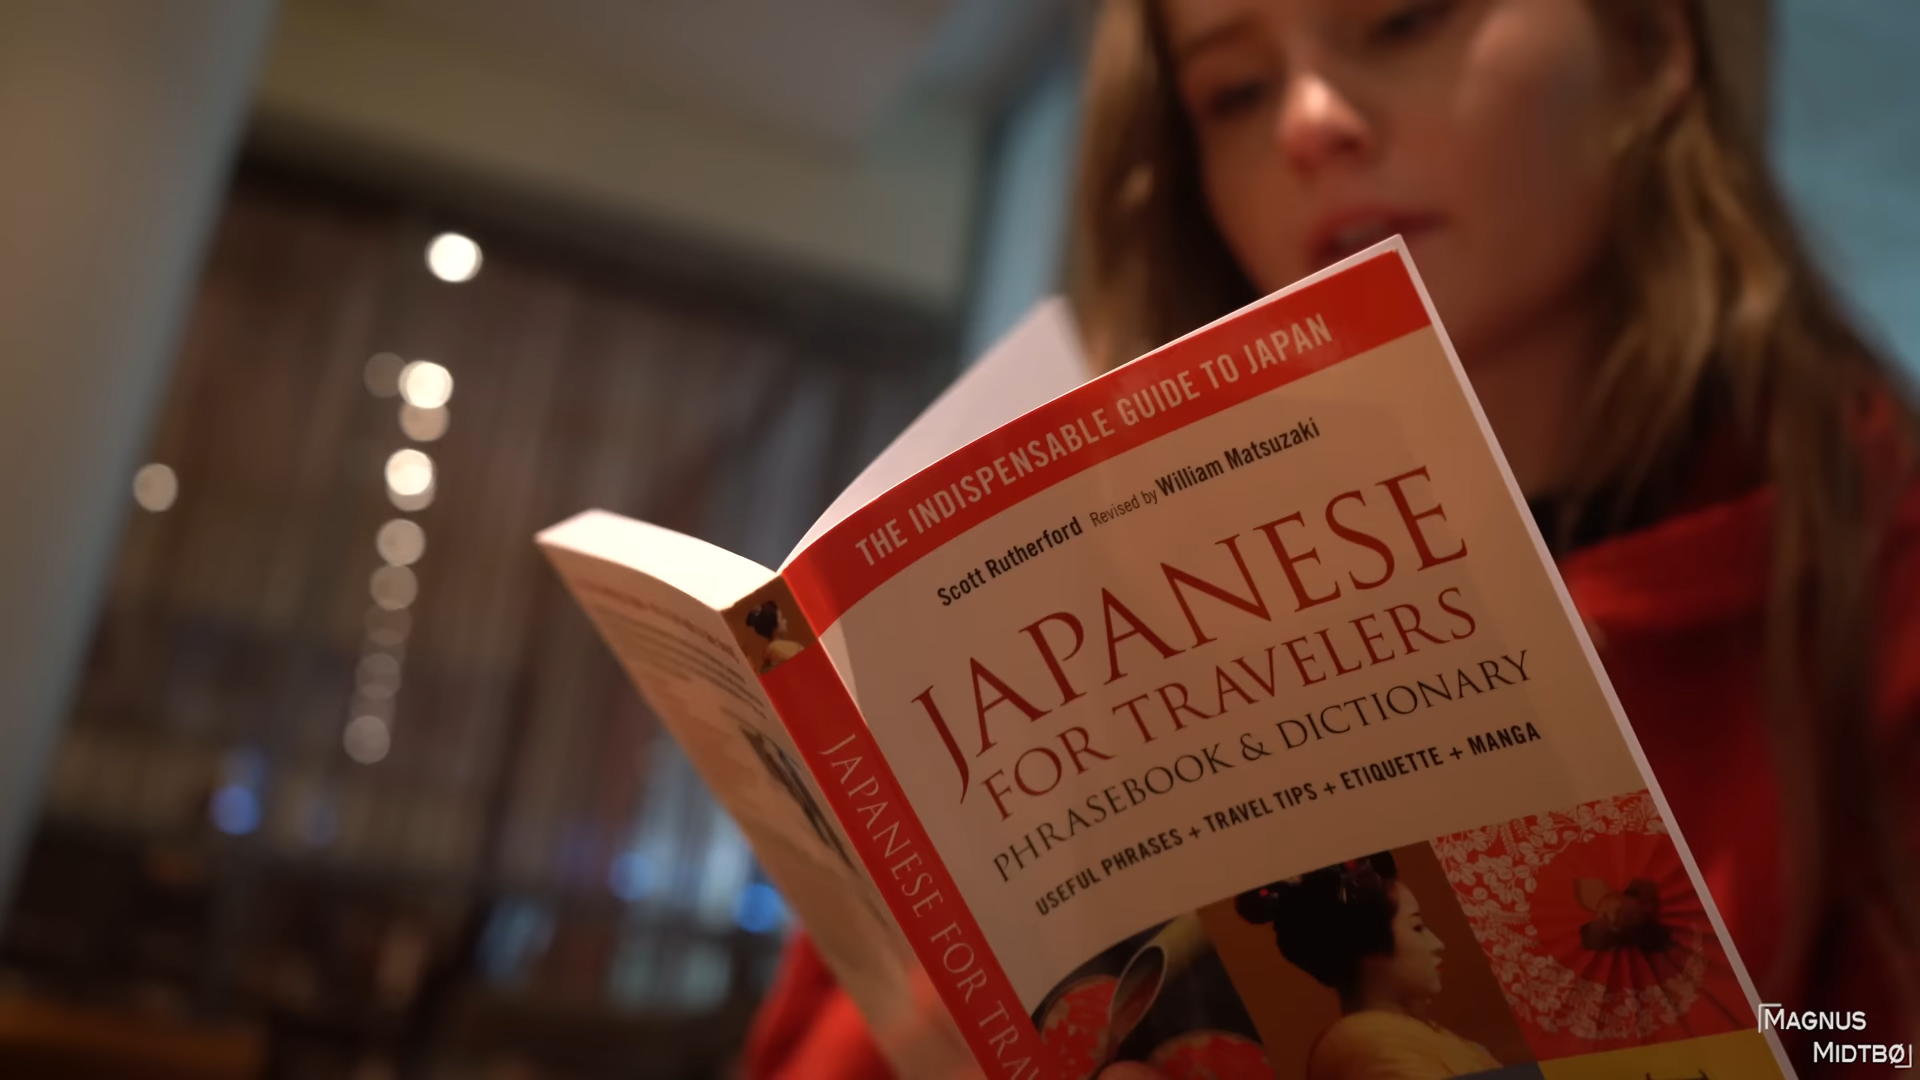 THE INDISPENSABLE GUIDE TO JAPAN
Scott Rutherford Revised by William Matsuzaki
JAPANESE
FOR TRAVELERS
PHRASEBOOK & DICTIONARY
USEFUL PHRASES + TRAVEL TIPS + ETIQUETTE + MANGA
JAPANESE FOR TRAV
MAGNUS
MIDTBØ